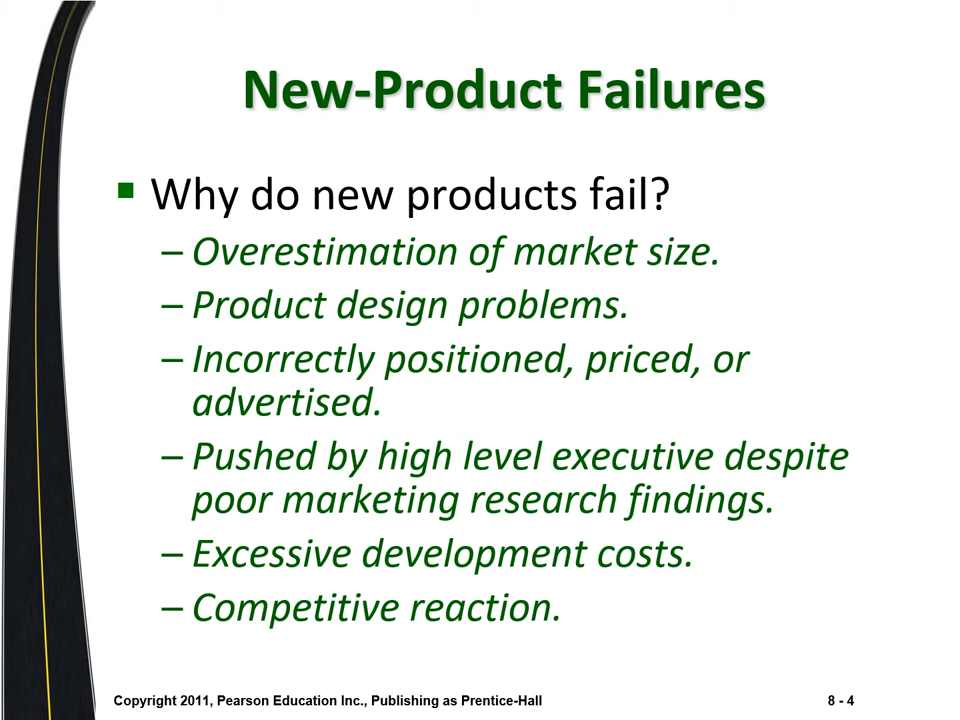 New-Product Failures
▪ Why do new products fail?
– Overestimation of market size.
– Product design problems.
– Incorrectly positioned, priced, or
advertised.
– Pushed by high level executive despite
poor marketing research findings.
– Excessive development costs.
– Competitive reaction.
Copyright 2011, Pearson Education Inc., Publishing as Prentice-Hall
8 - 4